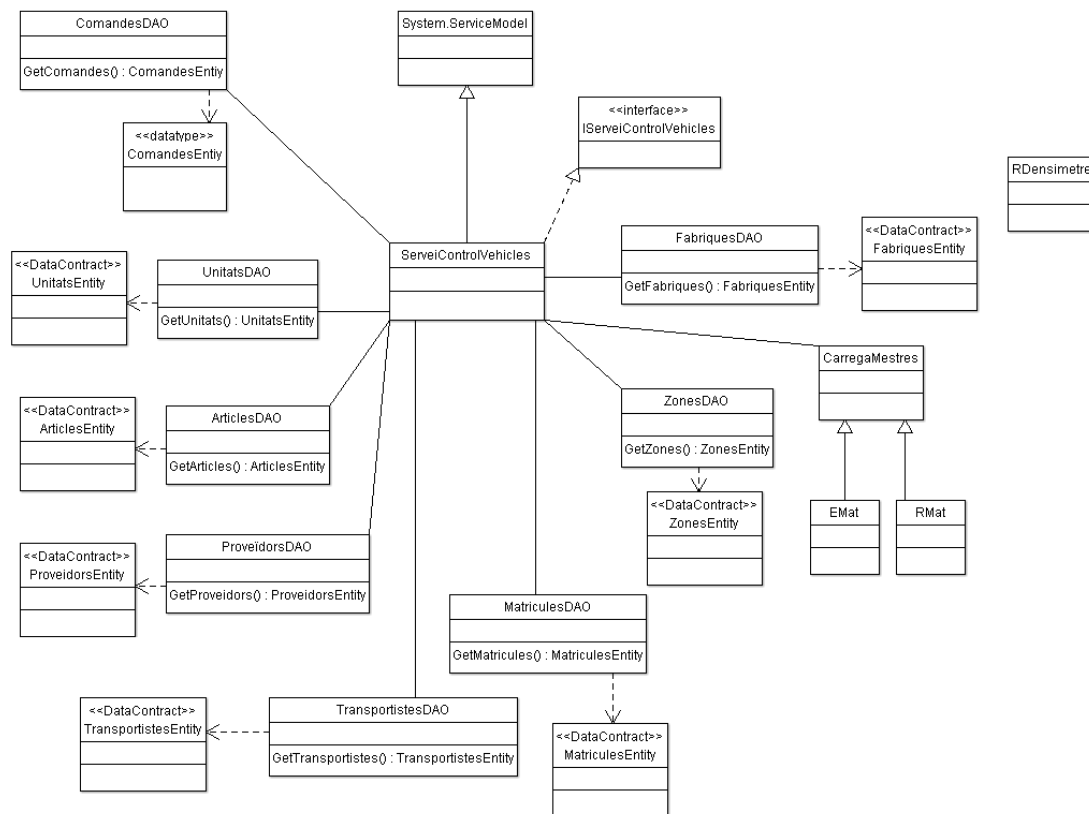 ComandesDAO
GetComandes() : ComandesEntiy
System.ServiceModel
<<interface>>
IServeiControlVehicles
<<datatype>>
ComandesEntiy
RDensimetre
ServeiControlVehicles
FabriquesDAO
GetFabriques() : FabriquesEntity
<<DataContract>>
FabriquesEntity
<<DataContract>>
UnitatsEntity
UnitatsDAO
GetUnitats() : UnitatsEntity
CarregaMestres
<<DataContract>>
ArticlesEntity
ArticlesDAO
GetArticles() : ArticlesEntity
ZonesDAO
GetZones() : ZonesEntity
<<DataContract>>
ZonesEntity
EMat
RMat
<<DataContract>>
ProveidorsEntity
ProveïdorsDAO
GetProveidors() : ProveidorsEntity
MatriculesDAO
GetMatricules() : MatriculesEntity
<<DataContract>>
TransportistesEntity
TransportistesDAO
GetTransportistes() : TransportistesEntity
<<DataContract>>
MatriculesEntity